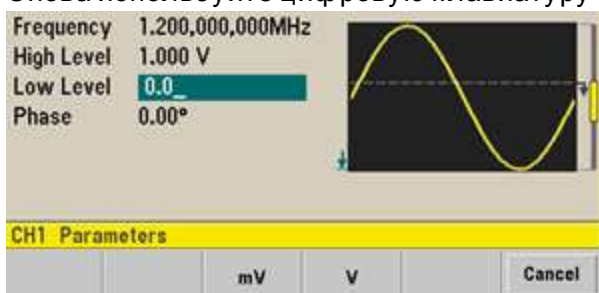 Снова используйте цифровую клавиатуру
Frequency 1.200,000,000MHz
High Level 1.000 V
Low Level 0.0_
Phase 0.00°
CH1 Parameters
mV V Cancel